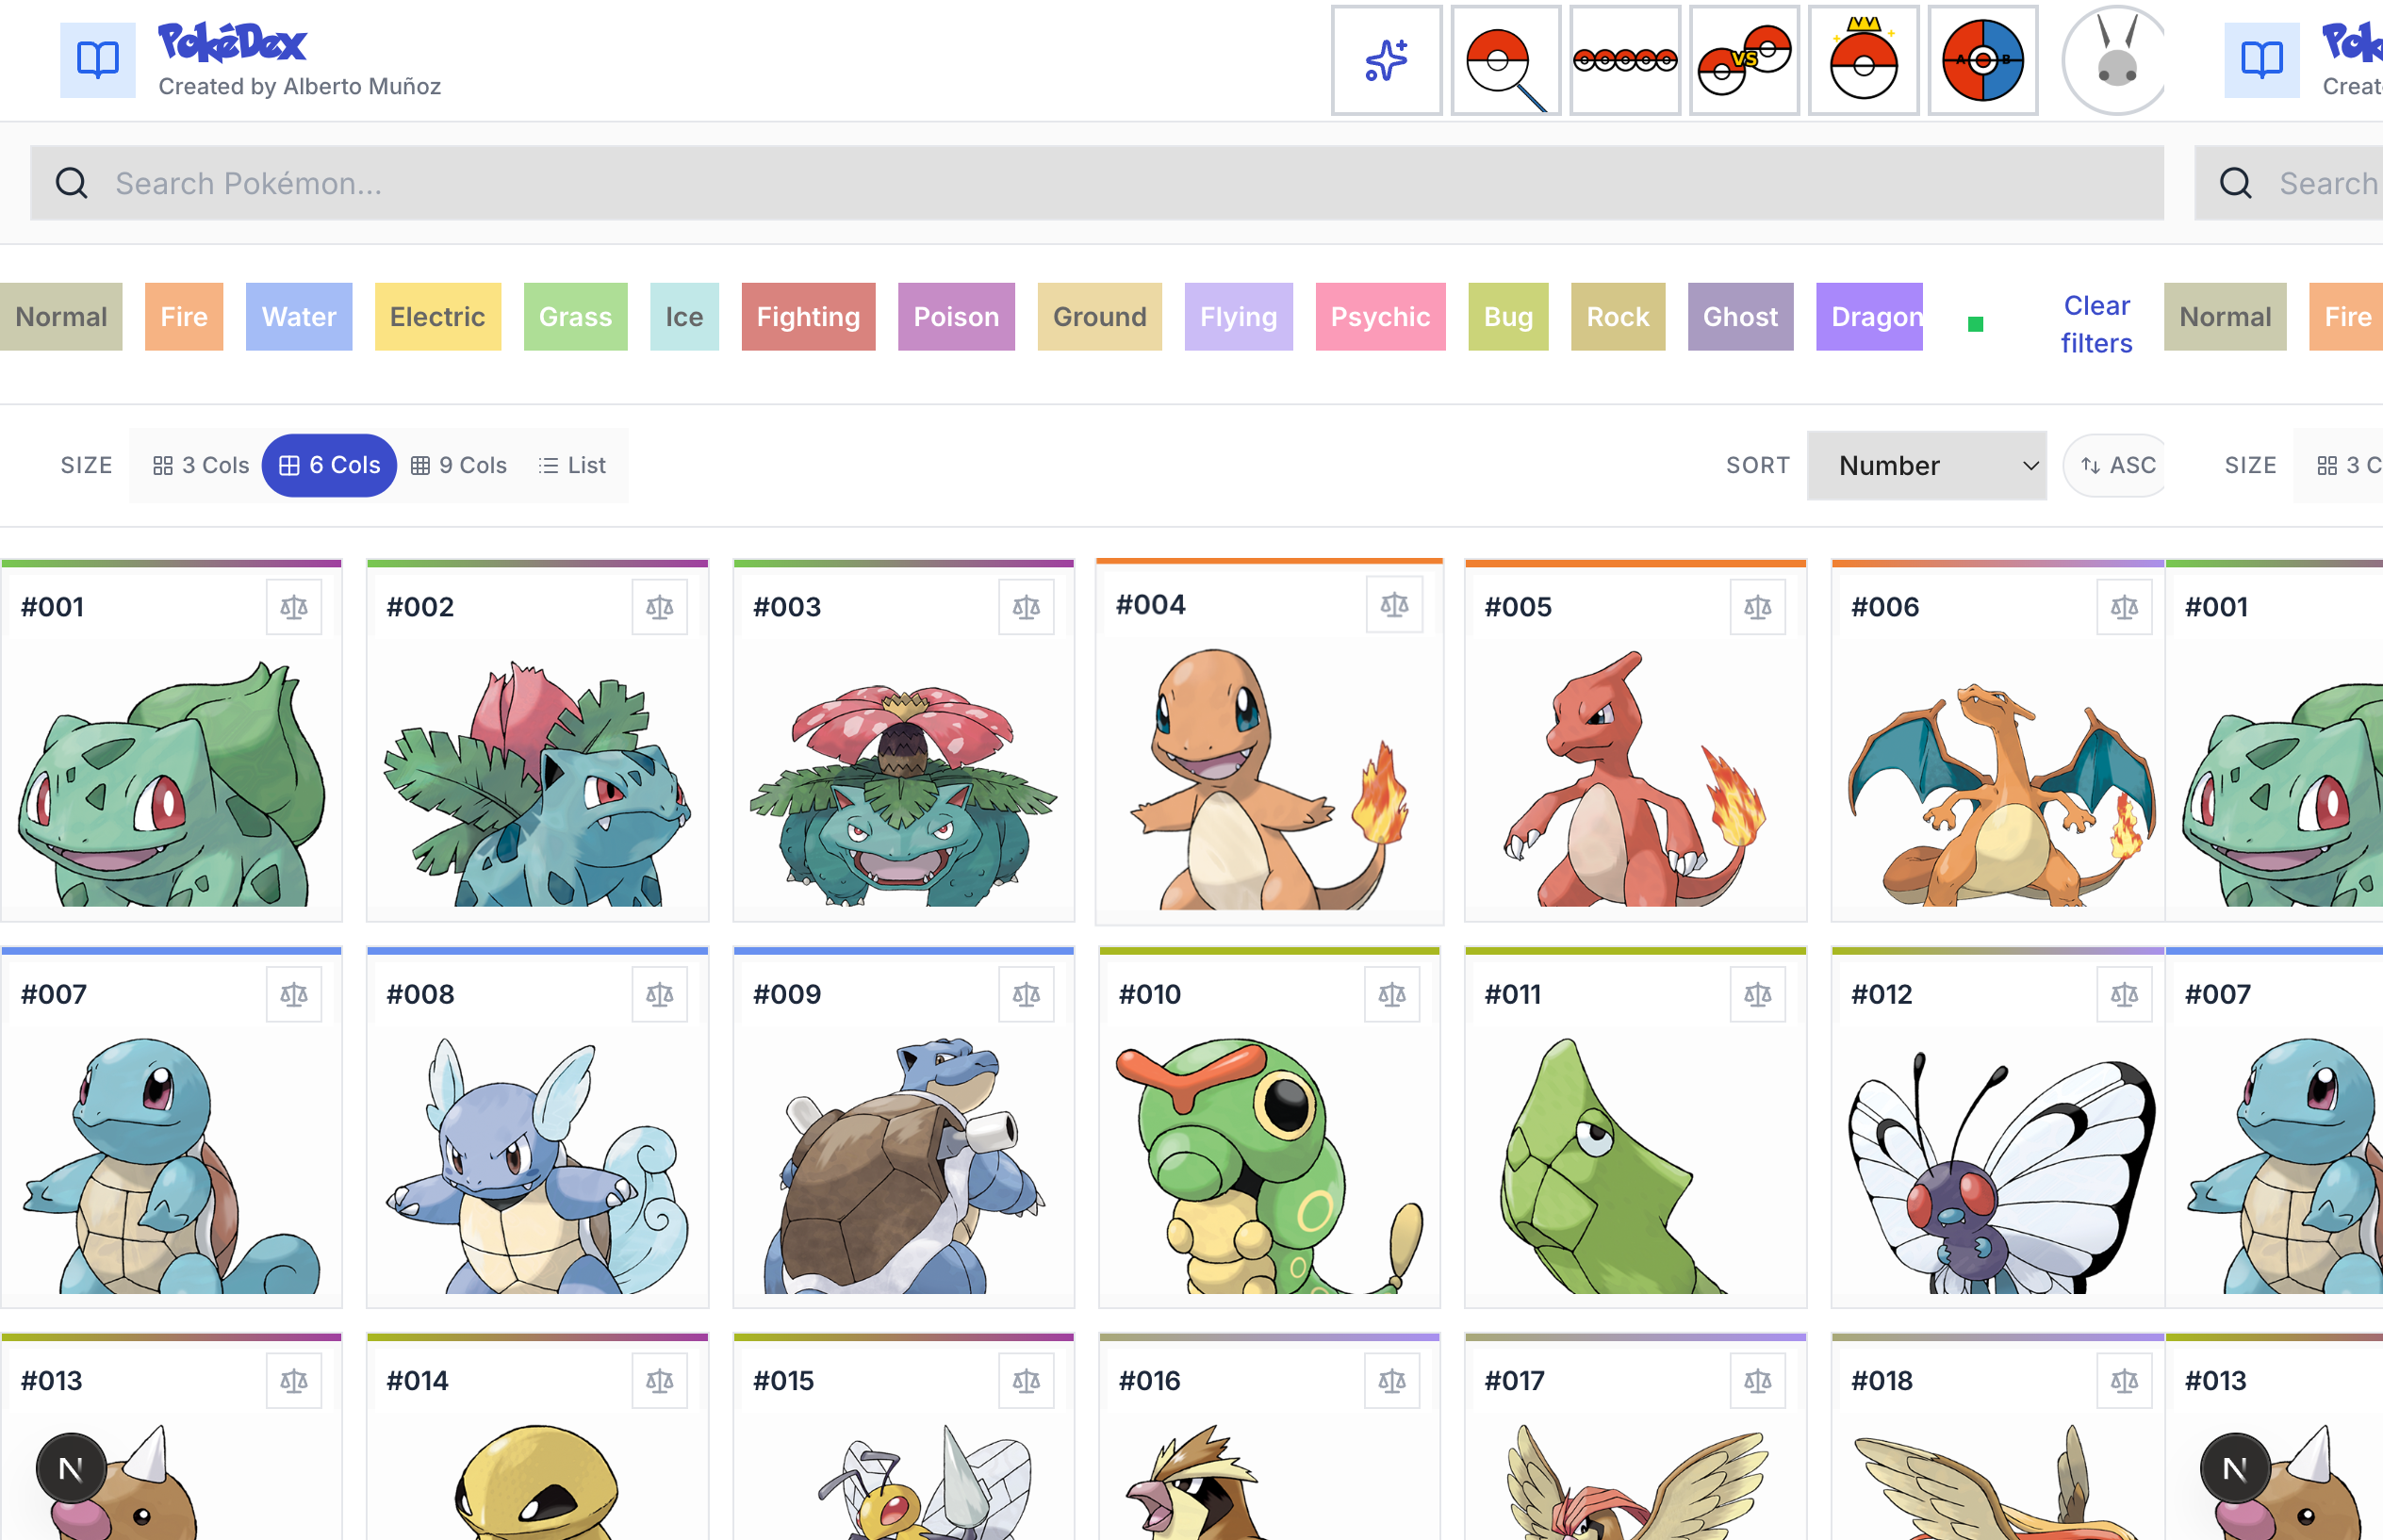 PokéDex
Created by Alberto Muñoz
VS
A B
Pok
Creat
Search Pokémon...
Search
Normal
Fire
Water
Electric
Grass
Ice
Fighting
Poison
Ground
Flying
Psychic
Bug
Rock
Ghost
Dragon
Clear
filters
Normal
Fire
SIZE
3 Cols
6 Cols
9 Cols
List
SORT
Number
ASC
SIZE
3 C
#001
#002
#003
#004
#005
#006
#001
#007
#008
#009
#010
#011
#012
#007
#013
#014
#015
#016
#017
#018
#013
N
N